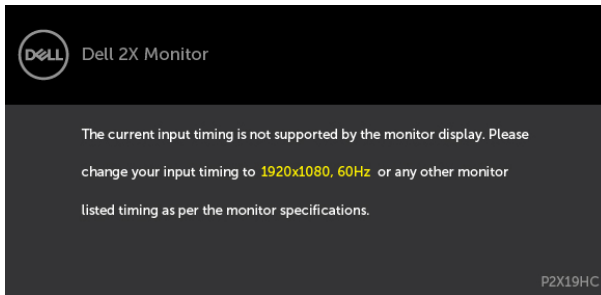 DELL
Dell 2X Monitor
The current input timing is not supported by the monitor display. Please
change your input timing to 1920x1080, 60Hz or any other monitor
listed timing as per the monitor specifications.
P2X19HC